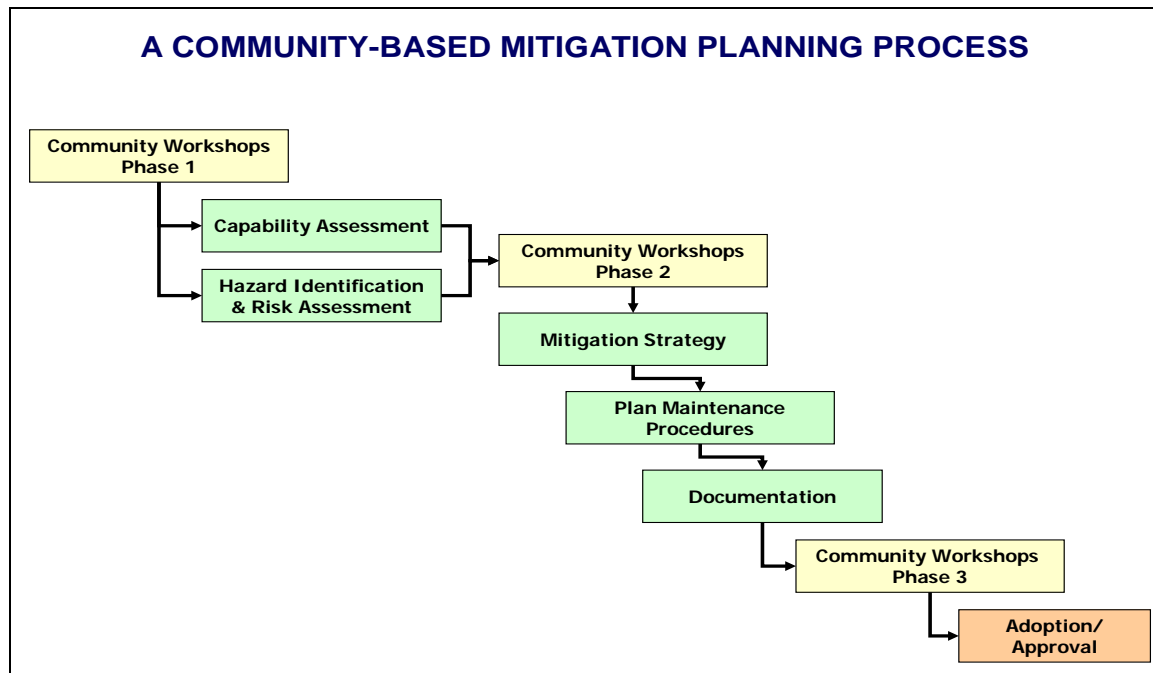 A COMMUNITY-BASED MITIGATION PLANNING PROCESS
Community Workshops
Phase 1
Capability Assessment
Hazard Identification
& Risk Assessment
Community Workshops
Phase 2
Mitigation Strategy
Plan Maintenance
Procedures
Documentation
Community Workshops
Phase 3
Adoption/
Approval